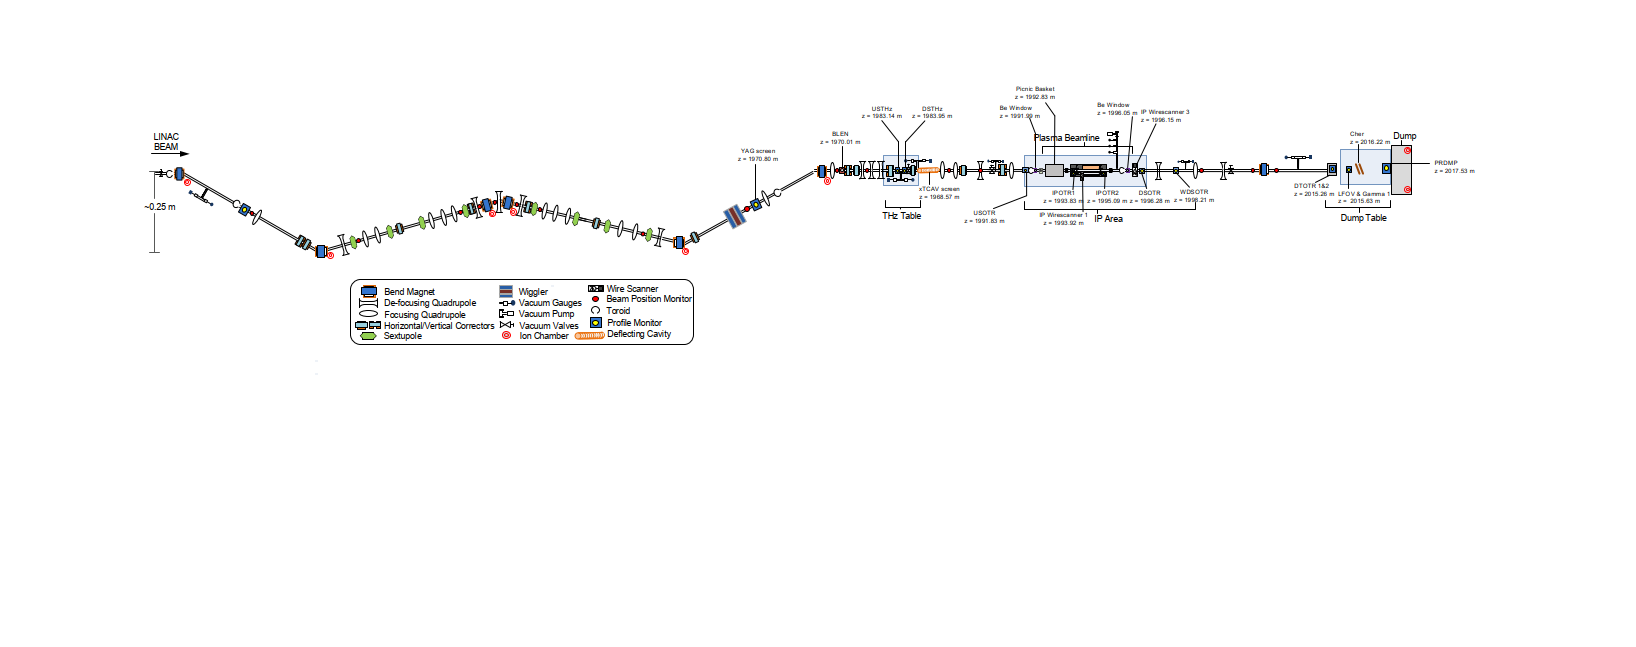 LINAC
BEAM
~0.25 m
YAG screen
z = 1970.80 m
BLEN
z = 1970.01 m
USTHz
z = 1983.14 m
DSTHz
z = 1983.95 m
xTCAV screen
z = 1968.57 m
THz Table
Picnic Basket
z = 1992.83 m
Be Window
z = 1991.99 m
Be Window
z = 1996.05 m
IP Wirescanner 3
z = 1996.15 m
Plasma Beamline
USOTR
z = 1991.83 m
IPOTR1
z = 1993.83 m
IPOTR2
z = 1995.09 m
DSOTR
z = 1996.28 m
WDSOTR
z = 1998.21 m
IP Wirescanner 1
z = 1993.92 m
IP Area
Cher
z = 2016.22 m
Dump
PRDMP
z = 2017.53 m
DTOTR 1&2
z = 2015.26 m
LFOV & Gamma 1
z = 2015.63 m
Dump Table
Bend Magnet
De-focusing Quadrupole
Focusing Quadrupole
Horizontal/Vertical Correctors
Sextupole
Wiggler
Vacuum Gauges
Vacuum Pump
Vacuum Valves
Ion Chamber
Wire Scanner
Beam Position Monitor
Toroid
Profile Monitor
Deflecting Cavity